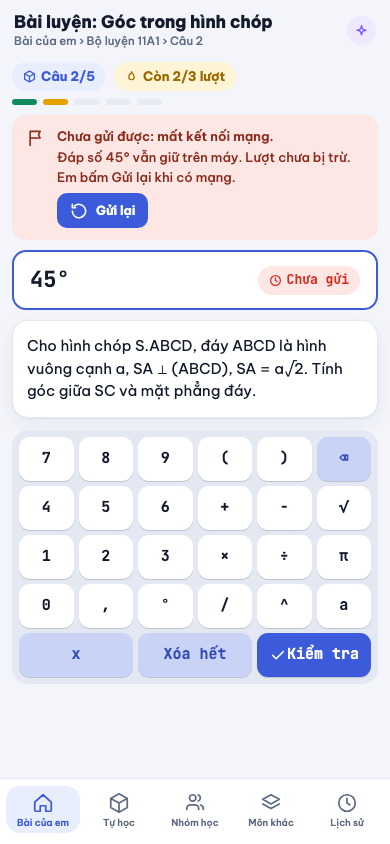 Bài luyện: Góc trong hình chóp
Bài của em › Bộ luyện 11A1 › Câu 2
Câu 2/5
Còn 2/3 lượt
Chưa gửi được: mất kết nối mạng.
Đáp số 45° vẫn giữ trên máy. Lượt chưa bị trừ.
Em bấm Gửi lại khi có mạng.
Gửi lại
45°
Chưa gửi
Cho hình chóp S.ABCD, đáy ABCD là hình
vuông cạnh a, SA ⊥ (ABCD), SA = a√2. Tính
góc giữa SC và mặt phẳng đáy.
7 8 9 ( ) ⌫
4 5 6 + - √
1 2 3 × ÷ π
0 , ° / ^ a
x Xóa hết Kiểm tra
Bài của em Tự học Nhóm học Môn khác Lịch sử